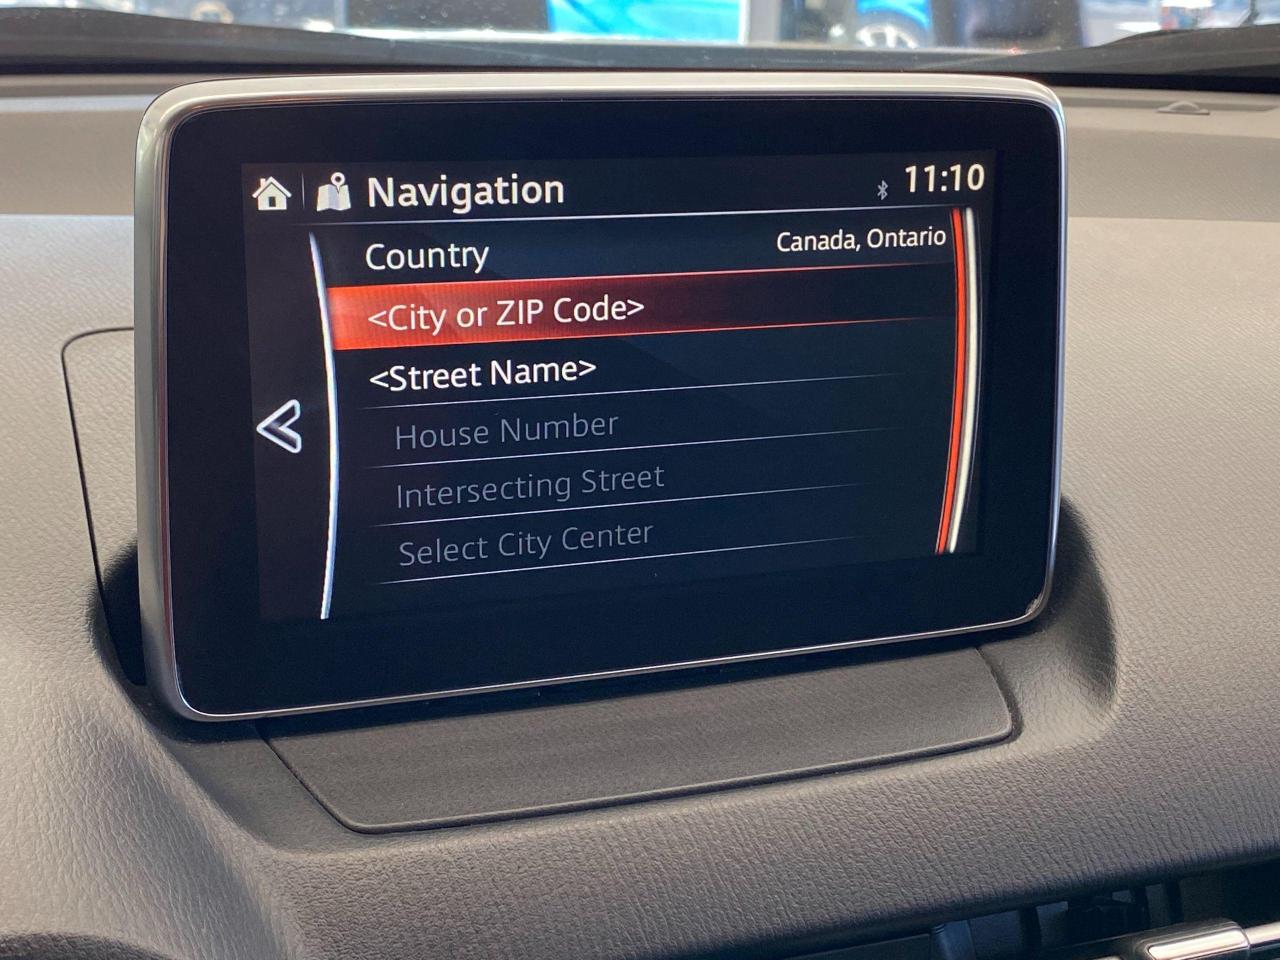 Navigation 11:10
Country Canada, Ontario
<City or ZIP Code>
<Street Name>
House Number
Intersecting Street
Select City Center